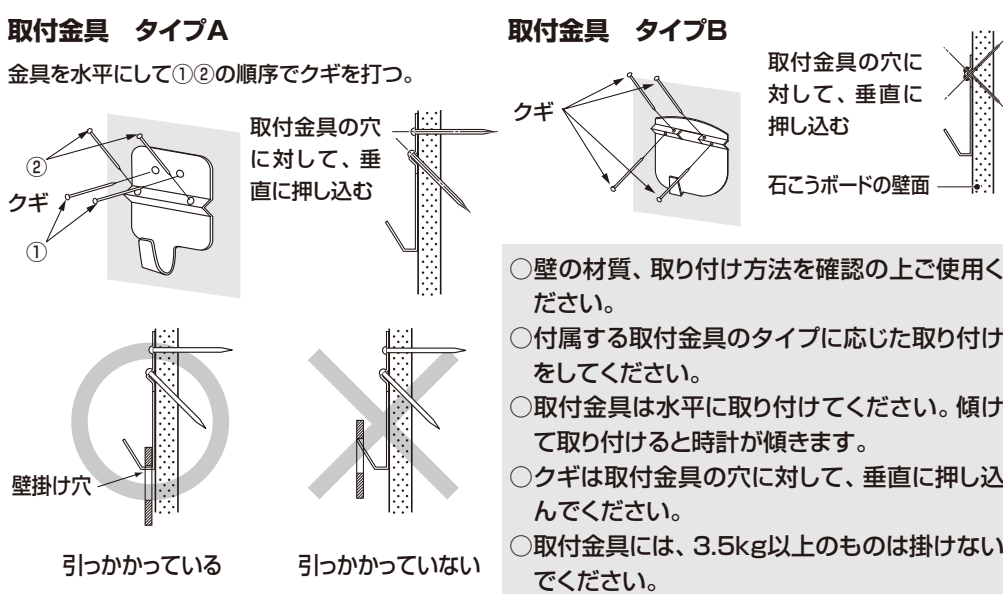 取付金具　タイプA
金具を水平にして①②の順序でクギを打つ。
②
クギ
①
取付金具の穴
に対して、垂
直に押し込む
壁掛け穴
引っかかっている
引っかかっていない
取付金具　タイプB
クギ
取付金具の穴に
対して、垂直に
押し込む
石こうボードの壁面
○壁の材質、取り付け方法を確認の上ご使用く
ださい。
○付属する取付金具のタイプに応じた取り付け
をしてください。
○取付金具は水平に取り付けてください。傾け
て取り付けると時計が傾きます。
○クギは取付金具の穴に対して、垂直に押し込
んでください。
○取付金具には、3.5kg以上のものは掛けない
でください。